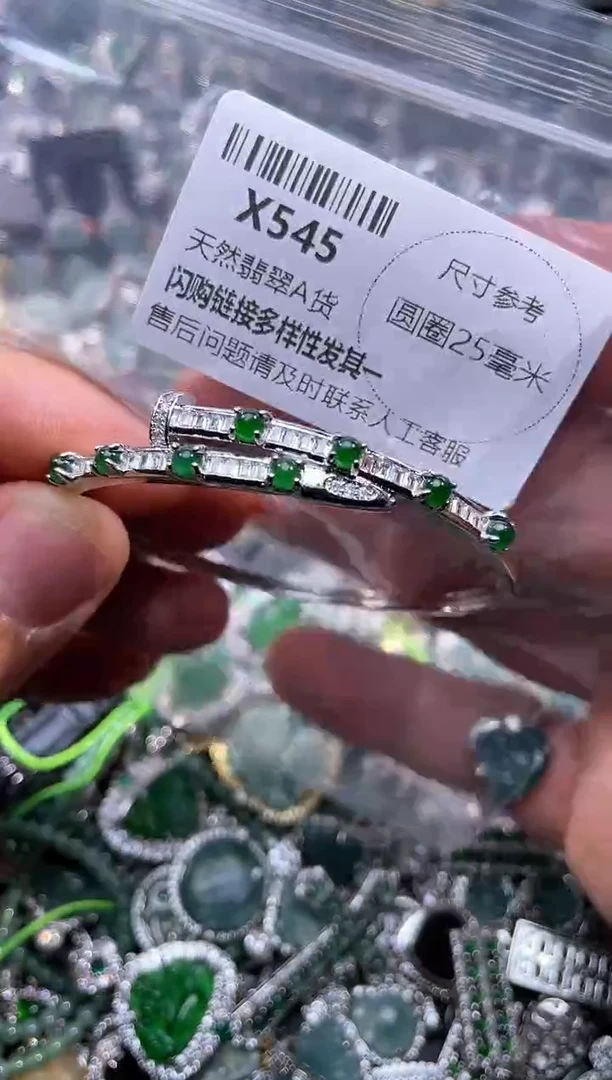 X545
天然翡翠A货
闪购链接多样性发其一
售后问题请及时联系人工客服
尺寸参考
圆圈25毫米